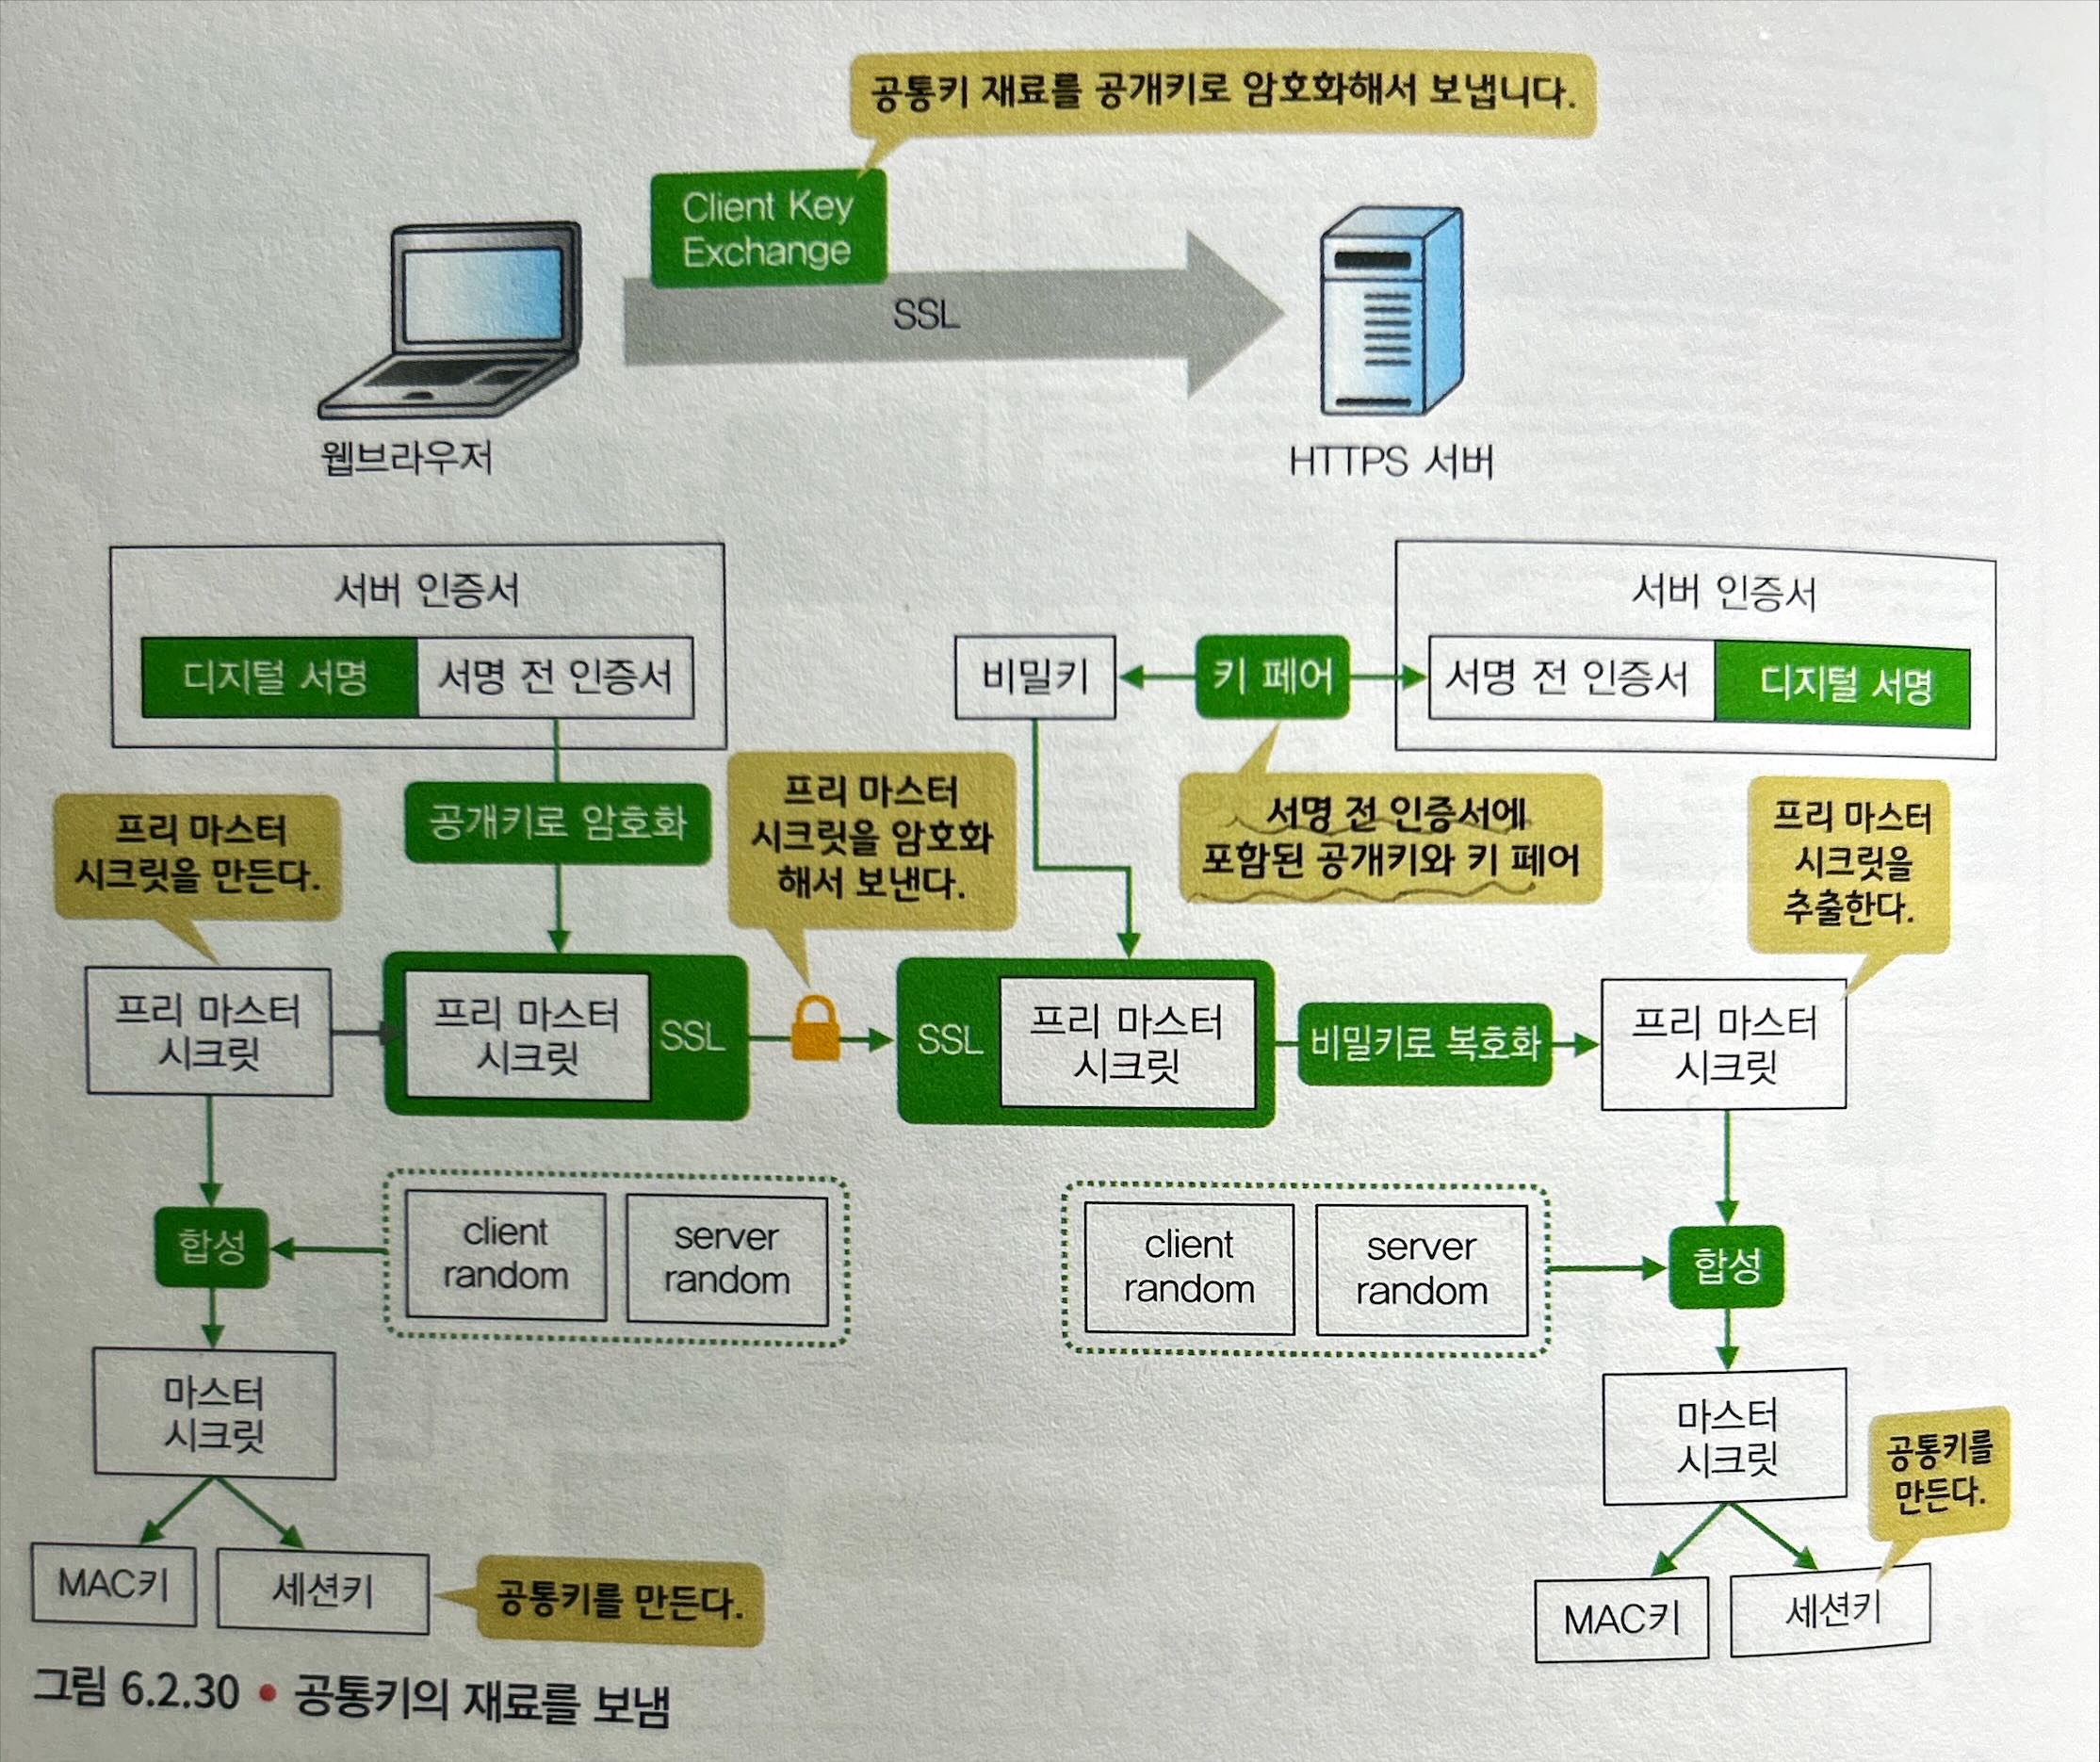 공통키 재료를 공개키로 암호화해서 보냅니다.
Client Key
Exchange
SSL
웹브라우저
HTTPS 서버
서버 인증서
디지털 서명
서명 전 인증서
비밀키
키 페어
서버 인증서
서명 전 인증서
디지털 서명
프리 마스터
시크릿을 만든다.
공개키로 암호화
프리 마스터
시크릿을 암호화
해서 보낸다.
서명 전 인증서에
포함된 공개키와 키 페어
프리 마스터
시크릿을
추출한다.
프리 마스터
시크릿
프리 마스터
시크릿
SSL
SSL
프리 마스터
시크릿
비밀키로 복호화
프리 마스터
시크릿
합성
client
random
server
random
client
random
server
random
합성
마스터
시크릿
마스터
시크릿
공통키를
만든다.
MAC키
세션키
공통키를 만든다.
MAC키
세션키
그림 6.2.30 • 공통키의 재료를 보냄